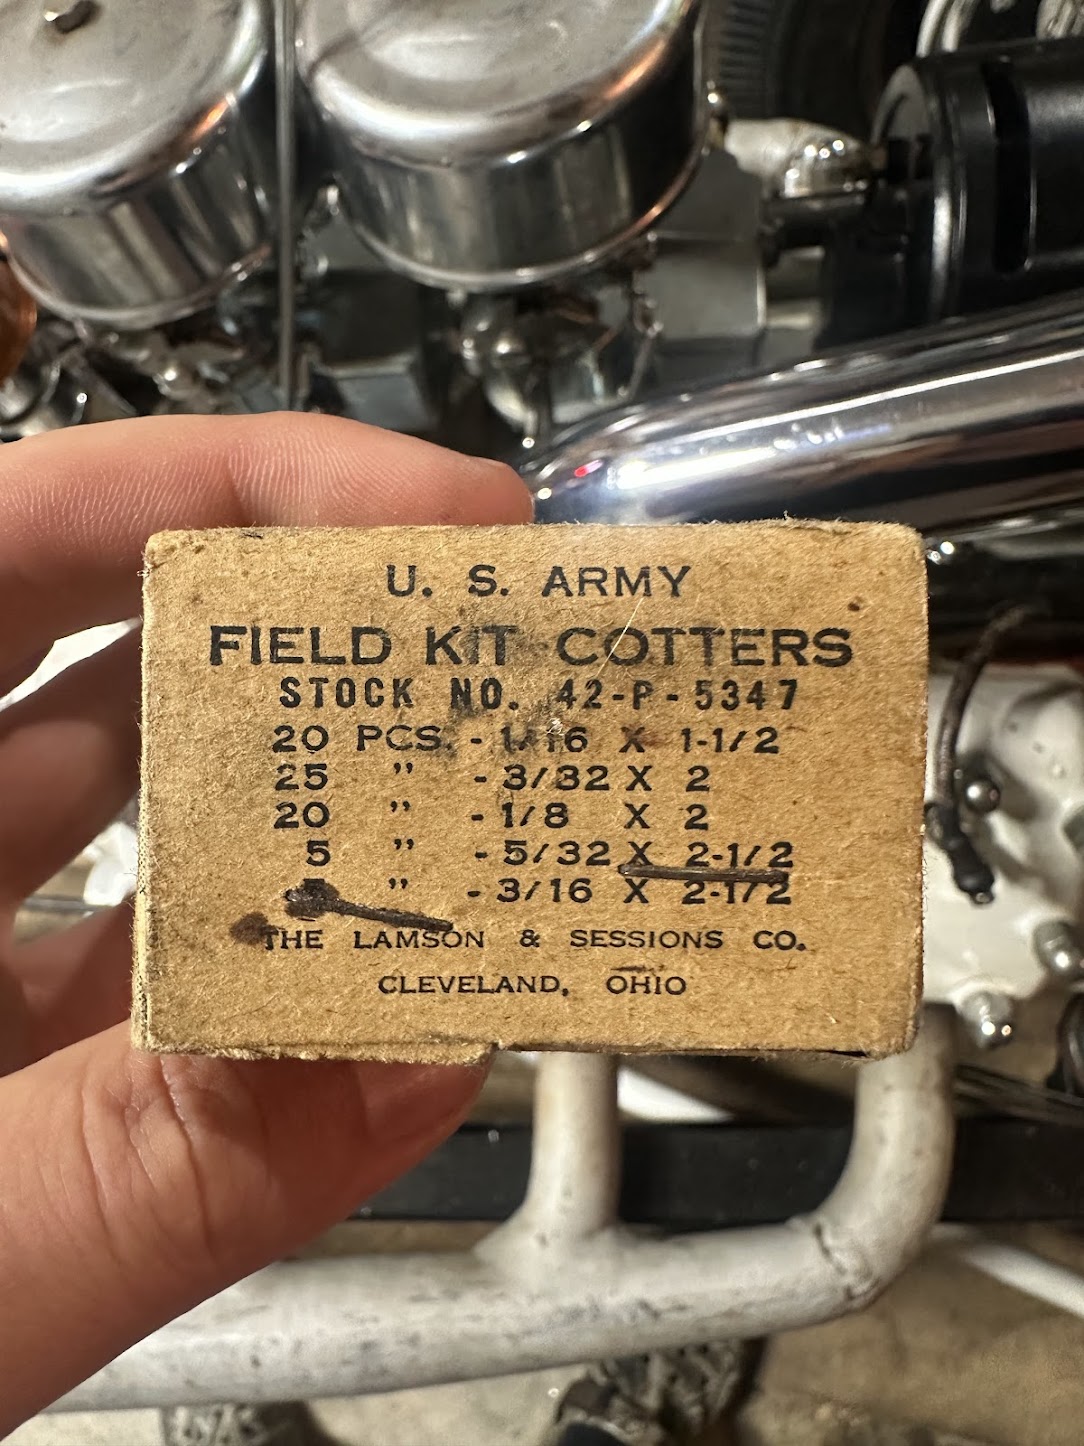 U. S. ARMY
FIELD KIT COTTERS
STOCK NO. 42-P-5347
20 PCS. - 1/16 X 1-1/2
25 " - 3/32 X 2
20 " - 1/8 X 2
5 " - 5/32 X 2-1/2
" - 3/16 X 2-1/2
THE LAMSON & SESSIONS CO.
CLEVELAND, OHIO